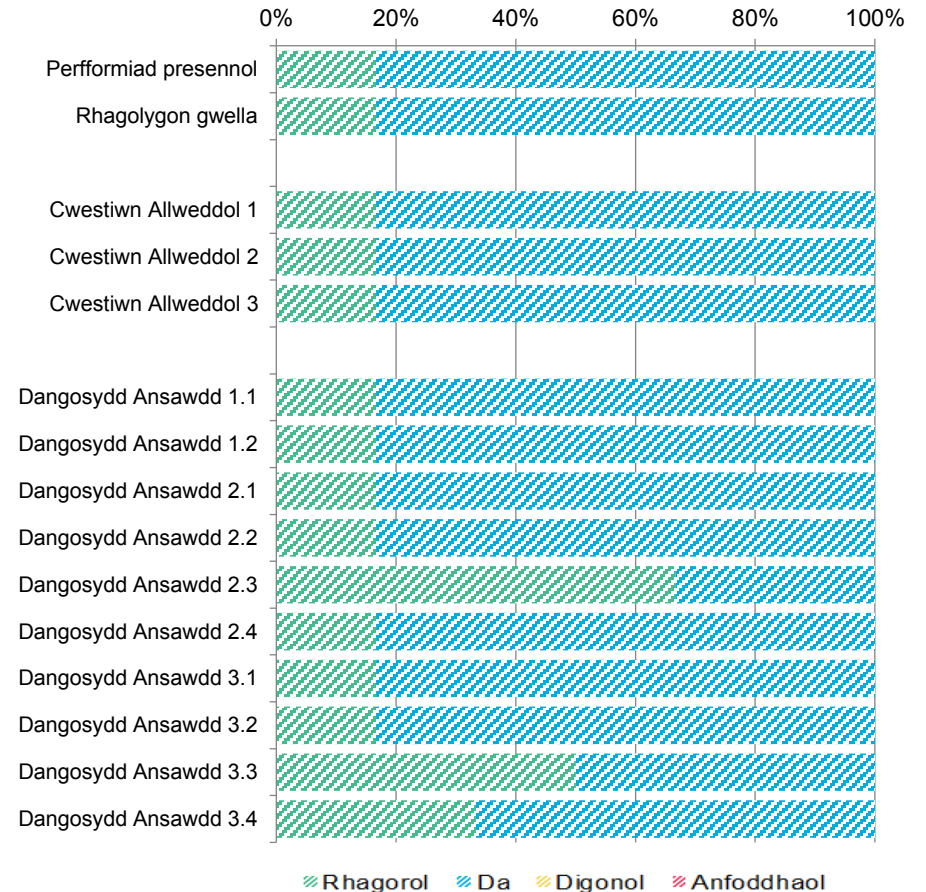 0% 20% 40% 60% 80% 100%
Perfformiad presennol
Rhagolygon gwella
Cwestiwn Allweddol 1
Cwestiwn Allweddol 2
Cwestiwn Allweddol 3
Dangosydd Ansawdd 1.1
Dangosydd Ansawdd 1.2
Dangosydd Ansawdd 2.1
Dangosydd Ansawdd 2.2
Dangosydd Ansawdd 2.3
Dangosydd Ansawdd 2.4
Dangosydd Ansawdd 3.1
Dangosydd Ansawdd 3.2
Dangosydd Ansawdd 3.3
Dangosydd Ansawdd 3.4
Rhagorol Da Digonol Anfoddhaol